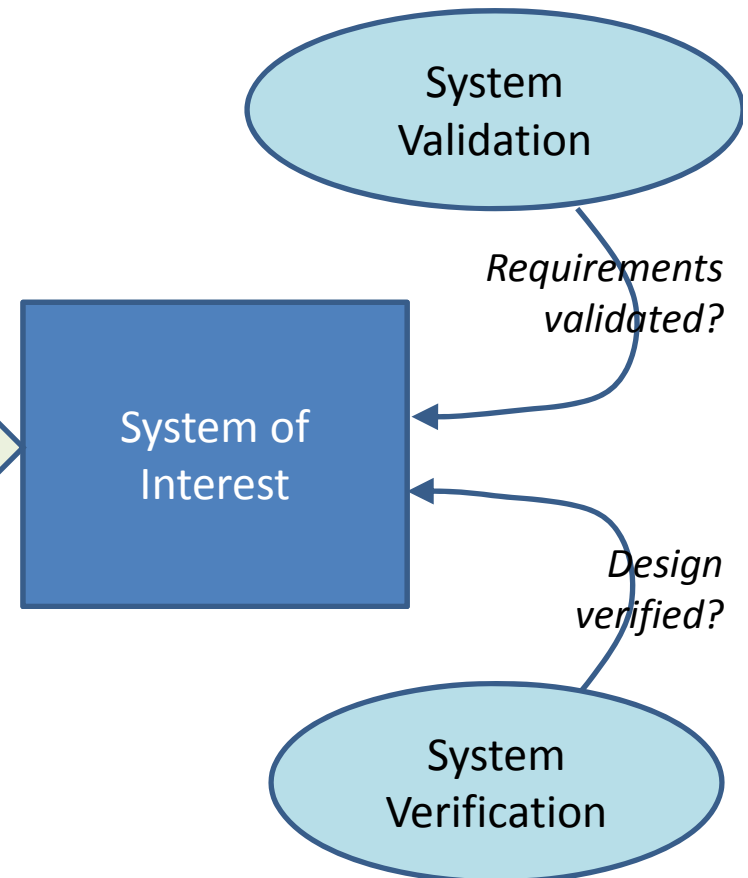 System
Validation
Requirements
validated?
System of
Interest
Design
verified?
System
Verification